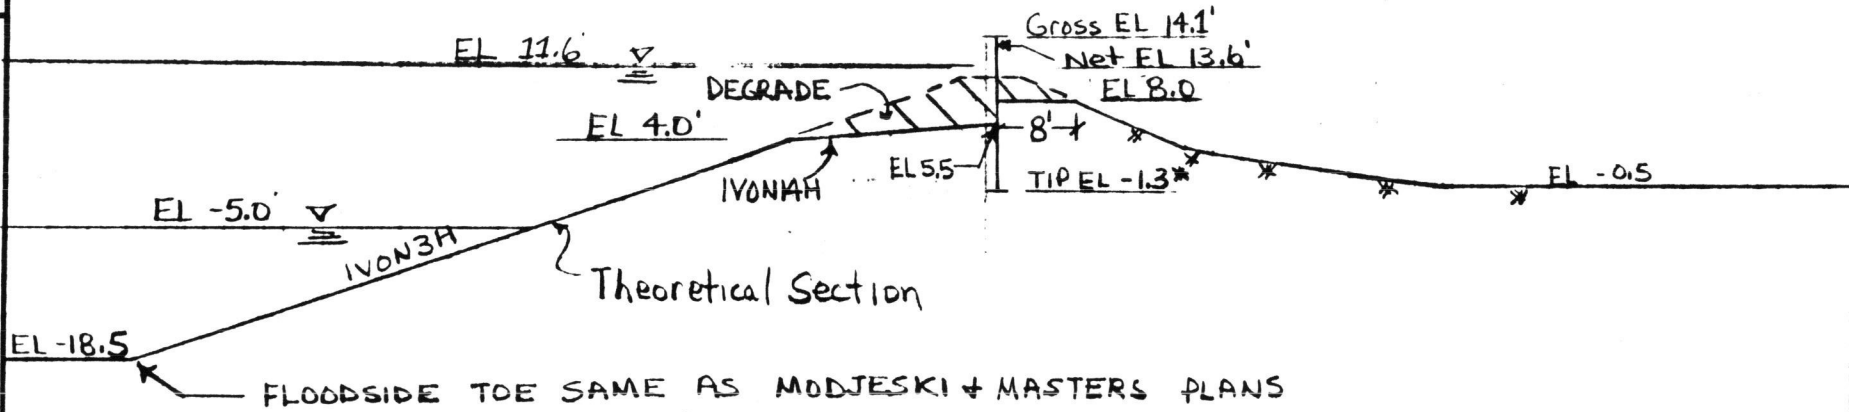 Gross EL 14.1'
EL 11.6'
Net EL 13.6'
DEGRADE
EL 8.0
EL 4.0'
8'
EL 5.5
IVON14H
TIP EL -1.3*
EL -0.5
EL -5.0'
IVON3H
Theoretical Section
EL -18.5
FLOODSIDE TOE SAME AS MODJESKI & MASTERS PLANS